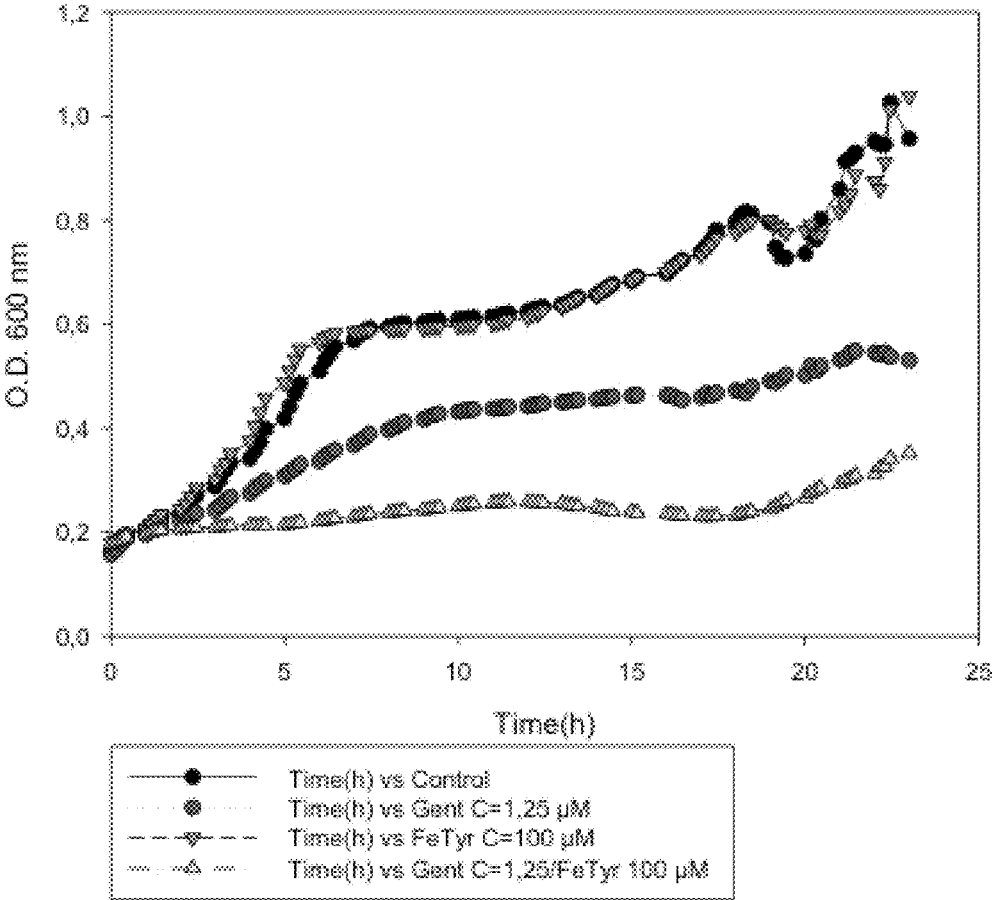 1,2
1,0
0,8
0,6
0,4
0,2
0,0
O.D. 600 nm
0
5
10
15
20
25
Time(h)
Time(h) vs Control
Time(h) vs Gent C=1,25 µM
Time(h) vs FeTyr C=100 µM
Time(h) vs Gent C=1,25/FeTyr 100 µM